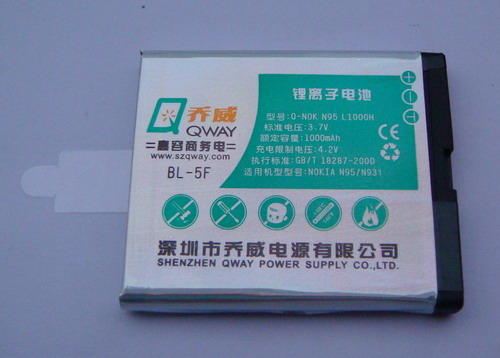 乔威
QWAY
高容商务电
www.szqway.com
BL-5F
锂离子电池
型号: Q-NOK N95 L1000H
标准电压: 3.7V
额定容量: 1000mAh
充电限制电压: 4.2V
执行标准: GB/T 18287-2000
适用机型型号: NOKIA N95/N931
深圳市乔威电源有限公司
SHENZHEN QWAY POWER SUPPLY CO.,LTD.